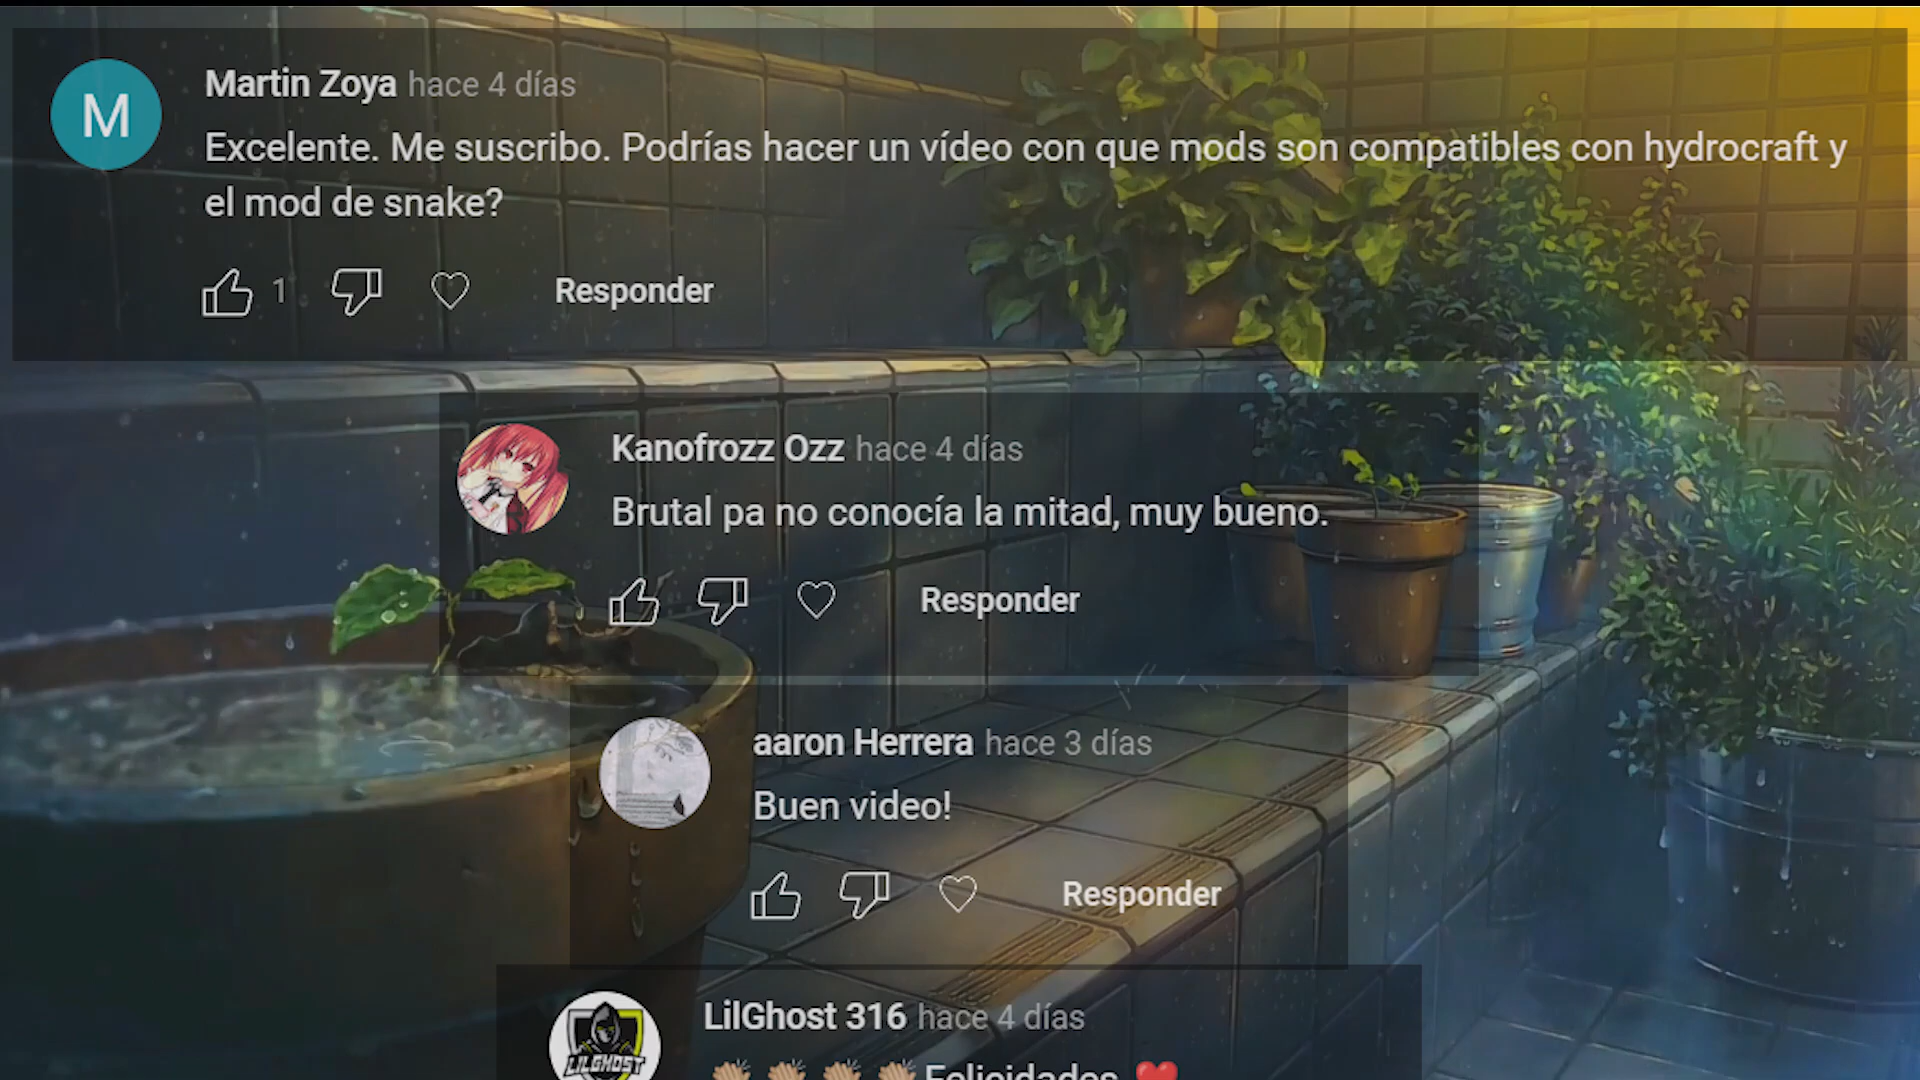 M
Martin Zoya hace 4 días
Excelente. Me suscribo. Podrías hacer un vídeo con que mods son compatibles con hydrocraft y
el mod de snake?
1 Responder
Kanofrozz Ozz hace 4 días
Brutal pa no conocía la mitad, muy bueno.
Responder
aaron Herrera hace 3 días
Buen video!
Responder
LilGhost 316 hace 4 días
LILGHOST
👏🏼 👏🏼 👏🏼 👏🏼 Felicidades ❤️